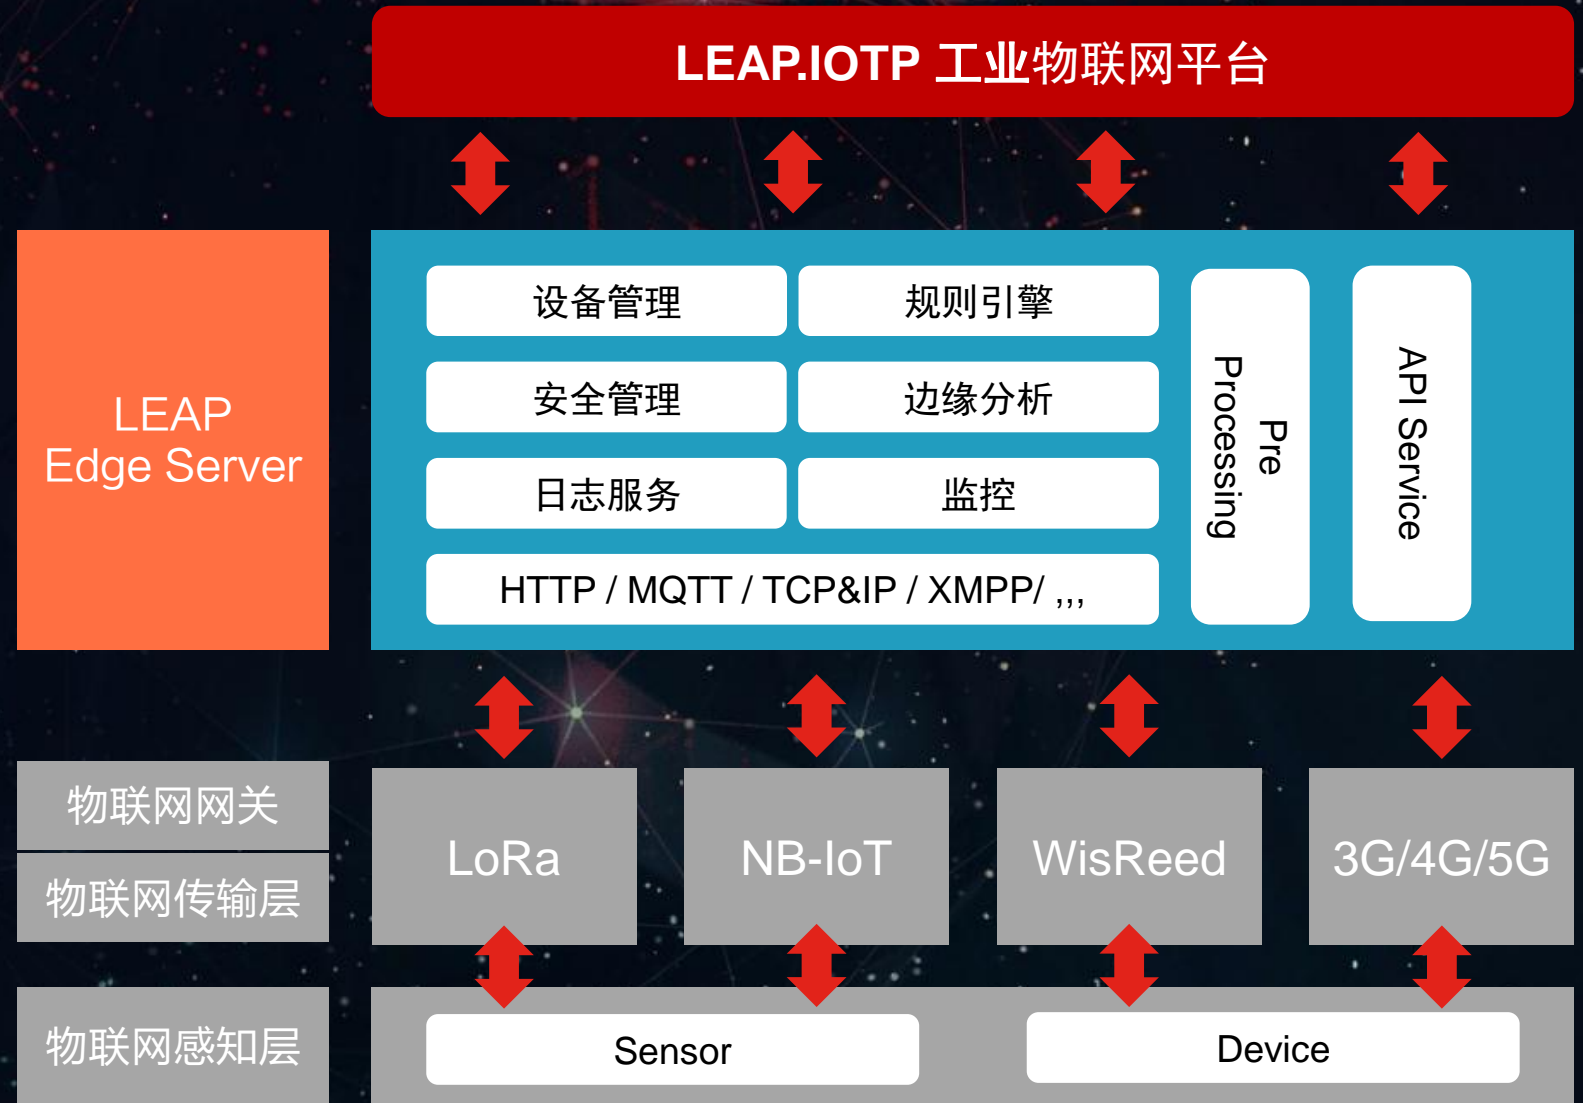 LEAP.IOTP 工业物联网平台
LEAP
Edge Server
设备管理
规则引擎
安全管理
边缘分析
日志服务
监控
HTTP / MQTT / TCP&IP / XMPP/ ,,,
Pre
Processing
API Service
物联网网关
物联网传输层
LoRa
NB-IoT
WisReed
3G/4G/5G
物联网感知层
Sensor
Device